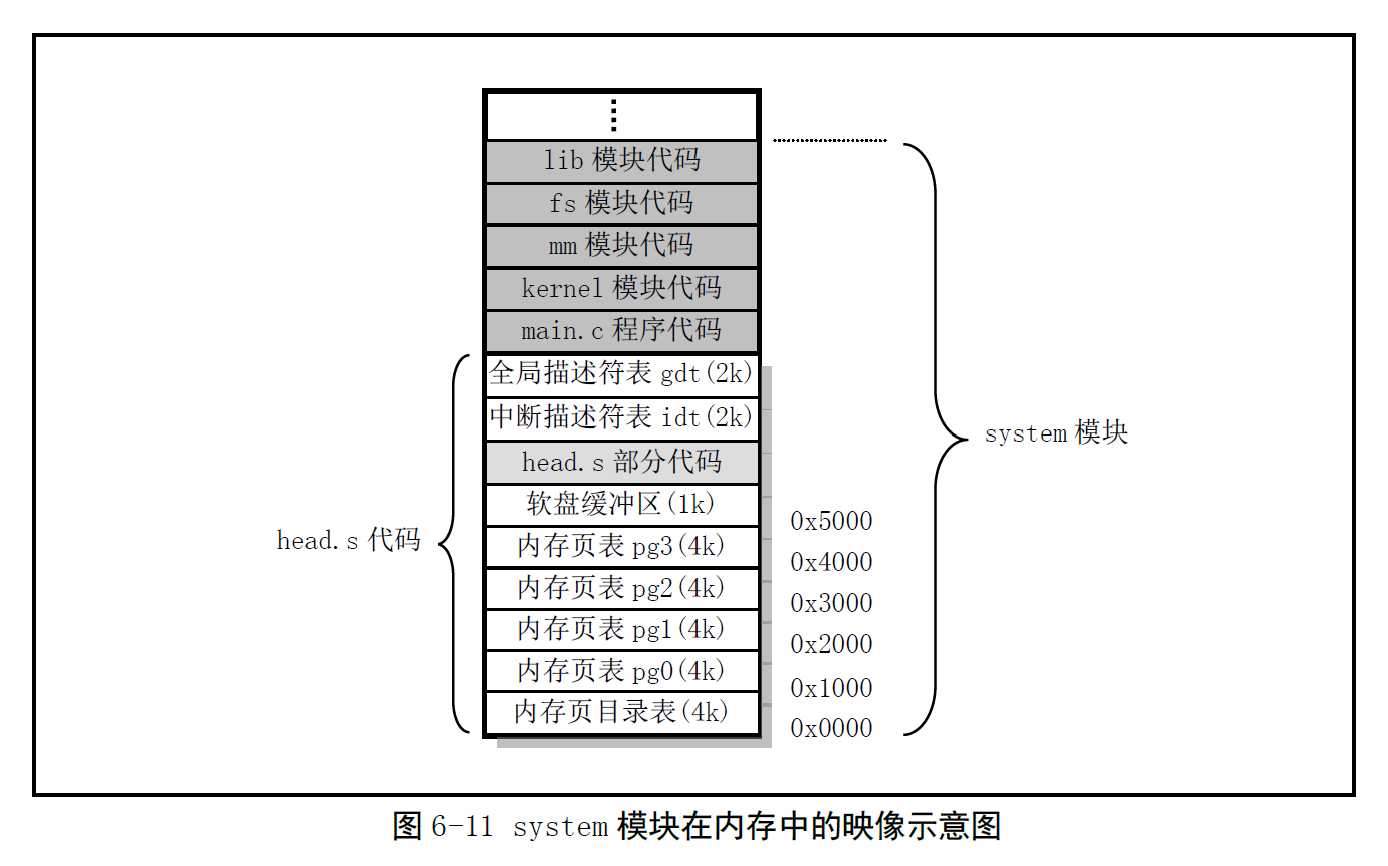 lib 模块代码
fs 模块代码
mm 模块代码
kernel 模块代码
main.c 程序代码
全局描述符表 gdt(2k)
中断描述符表 idt(2k)
head.s 部分代码
软盘缓冲区(1k)
内存页表 pg3(4k)
内存页表 pg2(4k)
内存页表 pg1(4k)
内存页表 pg0(4k)
内存页目录表(4k)
head.s 代码
0x5000
0x4000
0x3000
0x2000
0x1000
0x0000
system 模块
图 6-11 system 模块在内存中的映像示意图